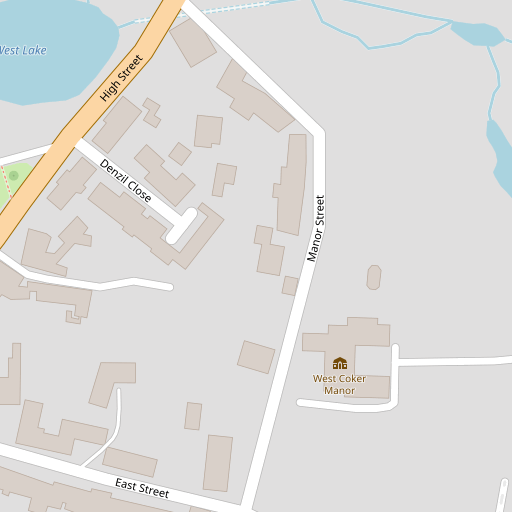 West Lake
High Street
Denzil Close
Manor Street
West Coker
Manor
East Street